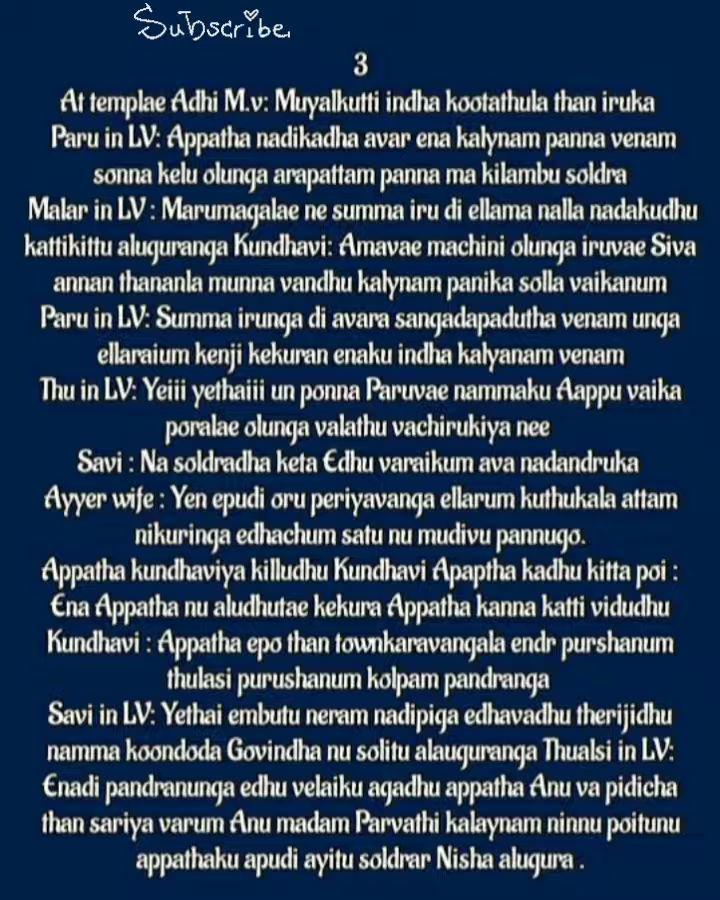 Subscribe
3
At templae Adhi M.v: Muyalkutti indha kootathula than iruka
Paru in LV: Appatha nadikadha avar ena kalynam panna venam
sonna kelu olunga arapattam panna ma kilambu soldra
Malar in LV : Marumagalae ne summa iru di ellama nalla nadakudhu
kattikittu aluguranga Kundhavi: Amavae machini olunga iruvae Siva
annan thananla munna vandhu kalynam panika solla vaikanum
Paru in LV: Summa irunga di avara sangadapadutha venam unga
ellaraium kenji kekuran enaku indha kalyanam venam
Thu in LV: Yeiii yethaiii un ponna Paruvae nammaku Aappu vaika
poralae olunga valathu vachirukiya nee
Savi : Na soldradha keta Edhu varaikum ava nadandruka
Ayyer wife : Yen epudi oru periyavanga ellarum kuthukala attam
nikuringa edhachum satu nu mudivu pannugo.
Appatha kundhaviya killudhu Kundhavi Apaptha kadhu kitta poi :
Ena Appatha nu aludhutae kekura Appatha kanna katti vidudhu
Kundhavi : Appatha epo than townkaravangala endr purshanum
thulasi purushanum kolpam pandranga
Savi in LV: Yethai embutu neram nadipiga edhavadhu therijidhu
namma koondoda Govindha nu solitu alauguranga Thualsi in LV:
Enadi pandranunga edhu velaiku agadhu appatha Anu va pidicha
than sariya varum Anu madam Parvathi kalaynam ninnu poitunu
appathaku apudi ayitu soldrar Nisha alugura .